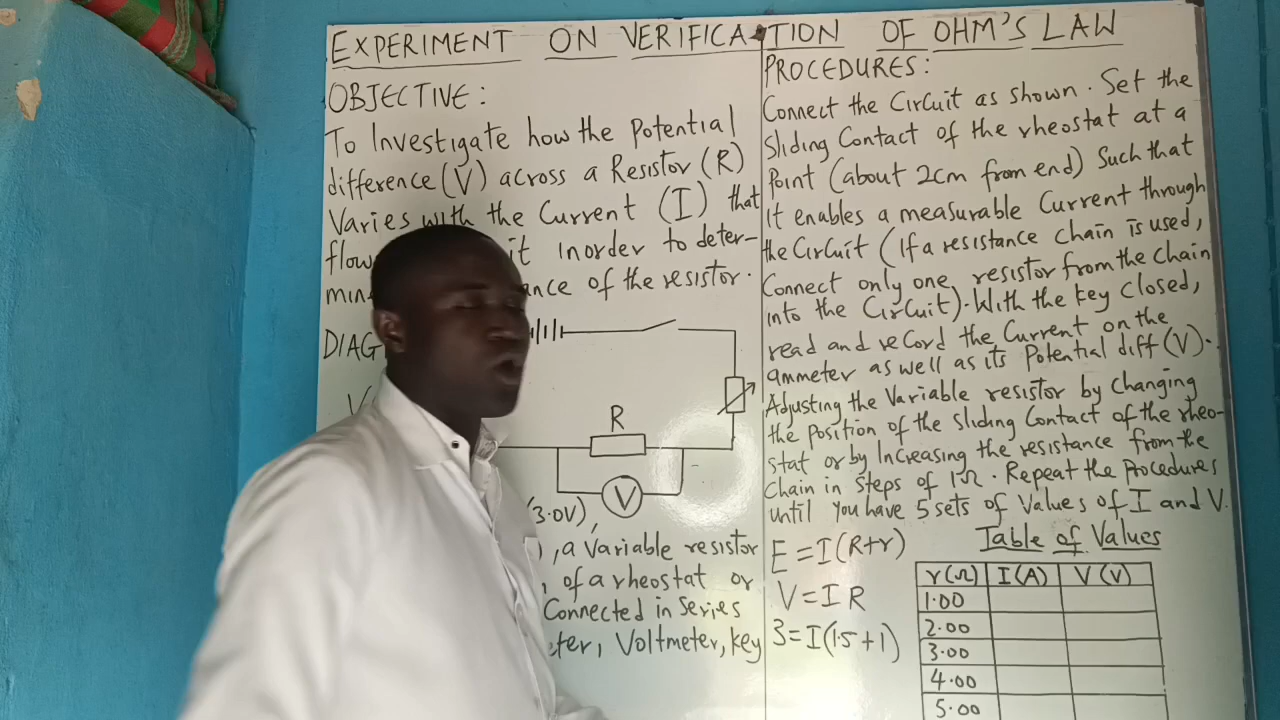 EXPERIMENT ON VERIFICATION OF OHM'S LAW
OBJECTIVE:
To Investigate how the Potential
difference (V) across a Resistor (R)
Varies with the Current (I) that
flow it inorder to deter-
min ance of the resistor.
DIAG
R
V
(3.0V),
), a Variable resistor
, of a rheostat or
Connected in Series
eter, Voltmeter, key
PROCEDURES:
Connect the Circuit as shown. Set the
Sliding Contact of the rheostat at a
Point (about 2cm from end) Such that
it enables a measurable Current through
the Circuit (If a resistance chain is used,
Connect only one resistor from the chain
into the Circuit). With the key closed,
read and record the Current on the
ammeter as well as its Potential diff (V).
Adjusting the Variable resistor by Changing
the Position of the Sliding Contact of the rheo-
stat or by Increasing the resistance from the
Chain in Steps of 1Ω. Repeat the Procedures
until you have 5 sets of Values of I and V.
E = I(R+r)
V = IR
3 = I(1.5+1)
Table of Values
r(Ω) I(A) V(V)
1.00
2.00
3.00
4.00
5.00